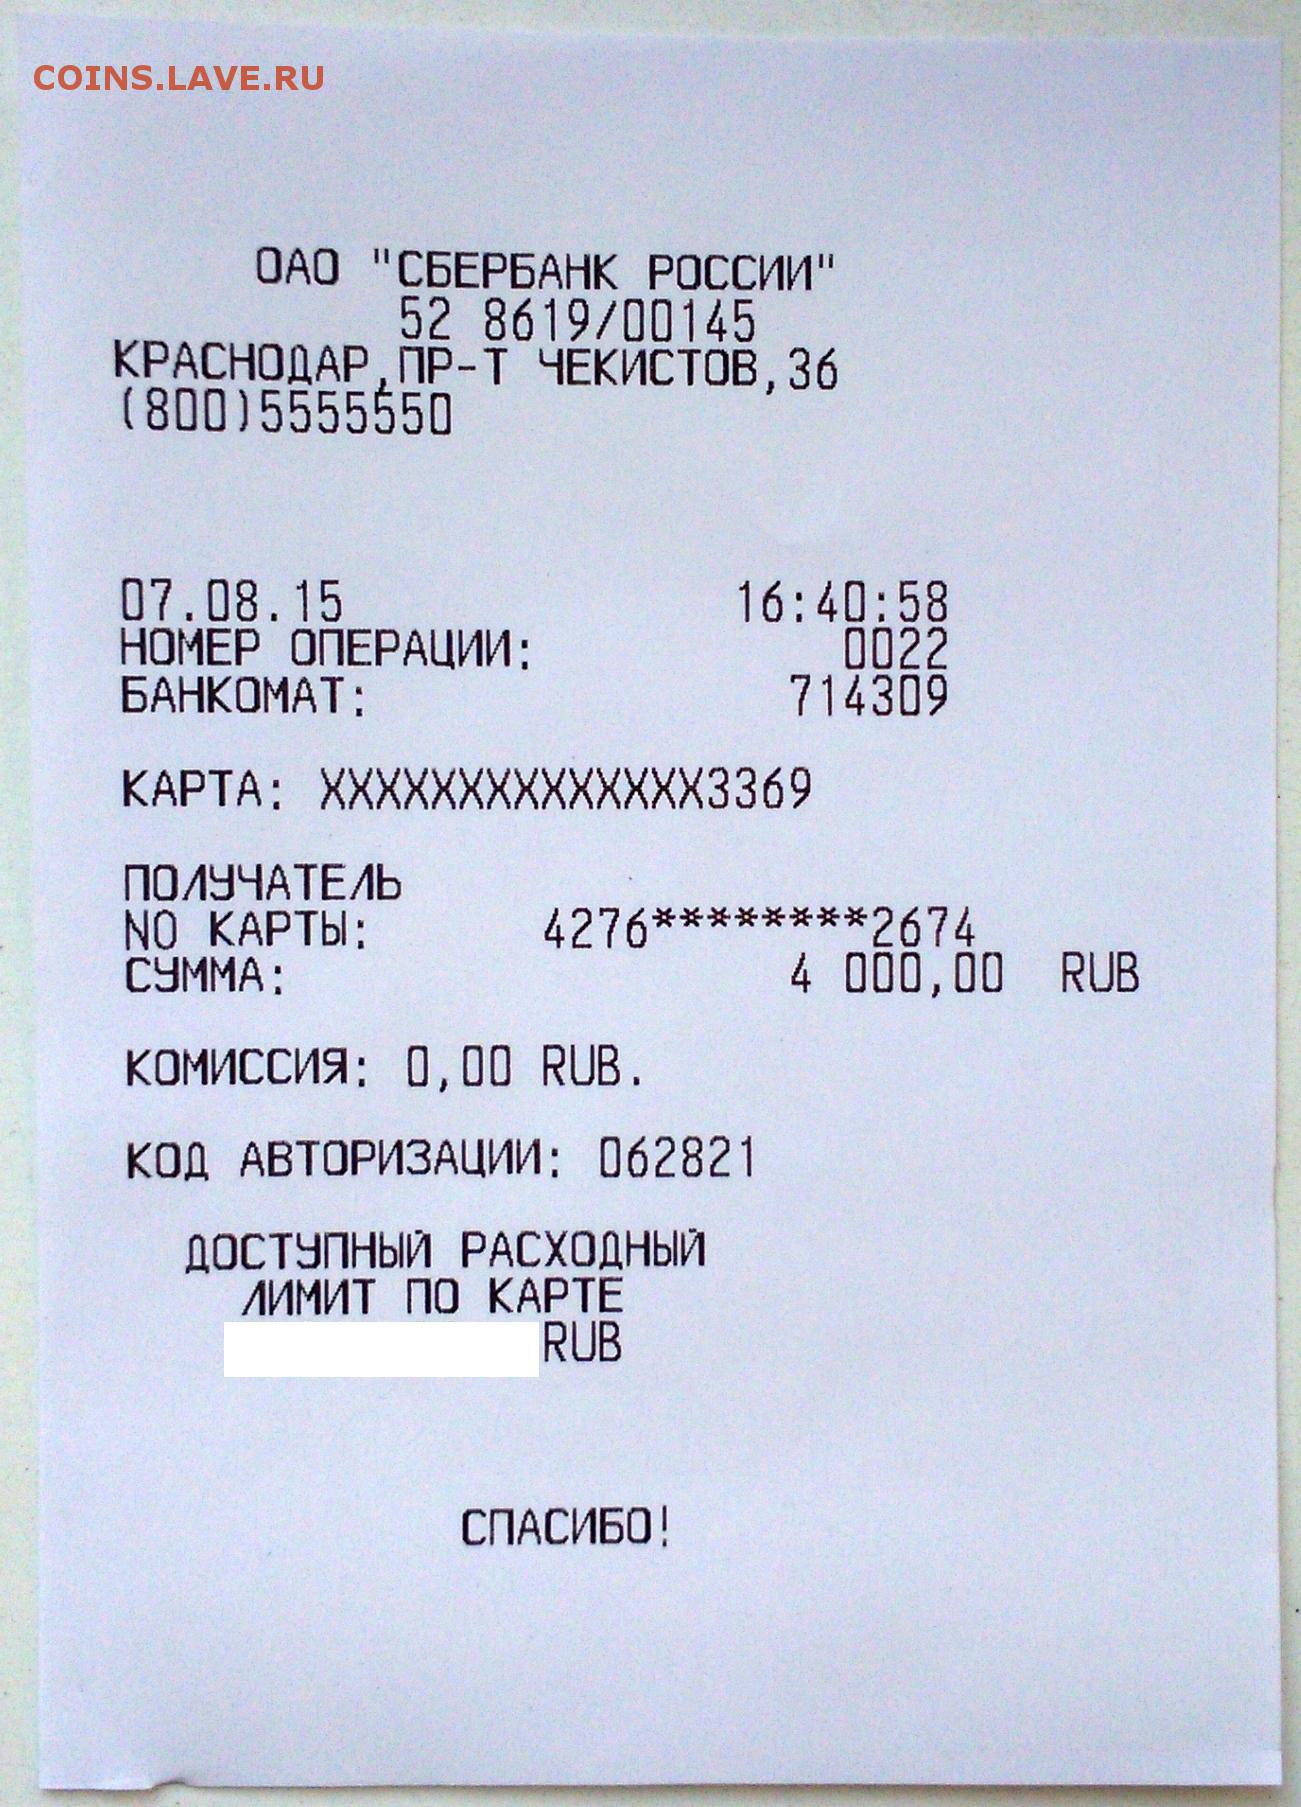 COINS.LAVE.RU
ОАО "СБЕРБАНК РОССИИ"
52 8619/00145
КРАСНОДАР,ПР-Т ЧЕКИСТОВ,36
(800)5555550
07.08.15 16:40:58
НОМЕР ОПЕРАЦИИ: 0022
БАНКОМАТ: 714309
КАРТА: XXXXXXXXXXXXXX3369
ПОЛУЧАТЕЛЬ
NO КАРТЫ: 4276********2674
СУММА: 4 000,00 RUB
КОМИССИЯ: 0,00 RUB.
КОД АВТОРИЗАЦИИ: 062821
ДОСТУПНЫЙ РАСХОДНЫЙ
ЛИМИТ ПО КАРТЕ
RUB
СПАСИБО!